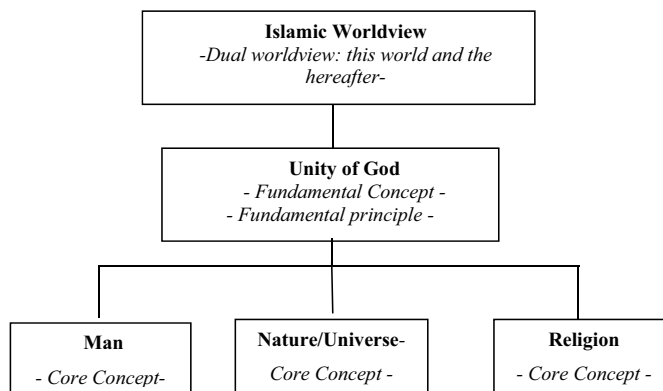 Islamic Worldview
-Dual worldview: this world and the
hereafter-
Unity of God
- Fundamental Concept -
- Fundamental principle -
Man
- Core Concept-
Nature/Universe-
Core Concept -
Religion
- Core Concept -